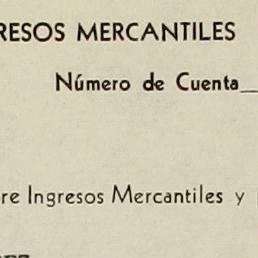 RESOS MERCANTILES
Número de Cuenta
re Ingresos Mercantiles y